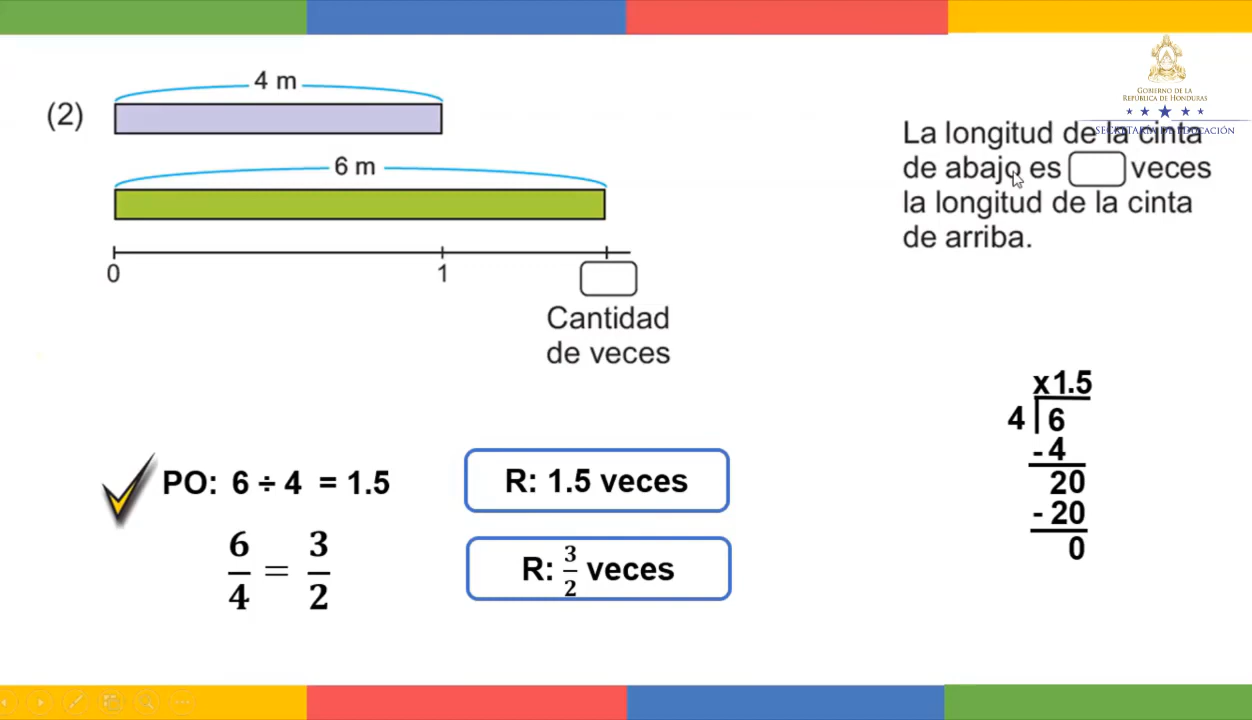 4 m
(2)
6 m
0
1
Cantidad
de veces
GOBIERNO DE LA
REPÚBLICA DE HONDURAS
SECRETARÍA DE EDUCACIÓN
La longitud de la cinta
de abajo es veces
la longitud de la cinta
de arriba.
PO: 6 ÷ 4 = 1.5
6/4 = 3/2
R: 1.5 veces
R: 3/2 veces
x1.5
4 6
- 4
20
- 20
0